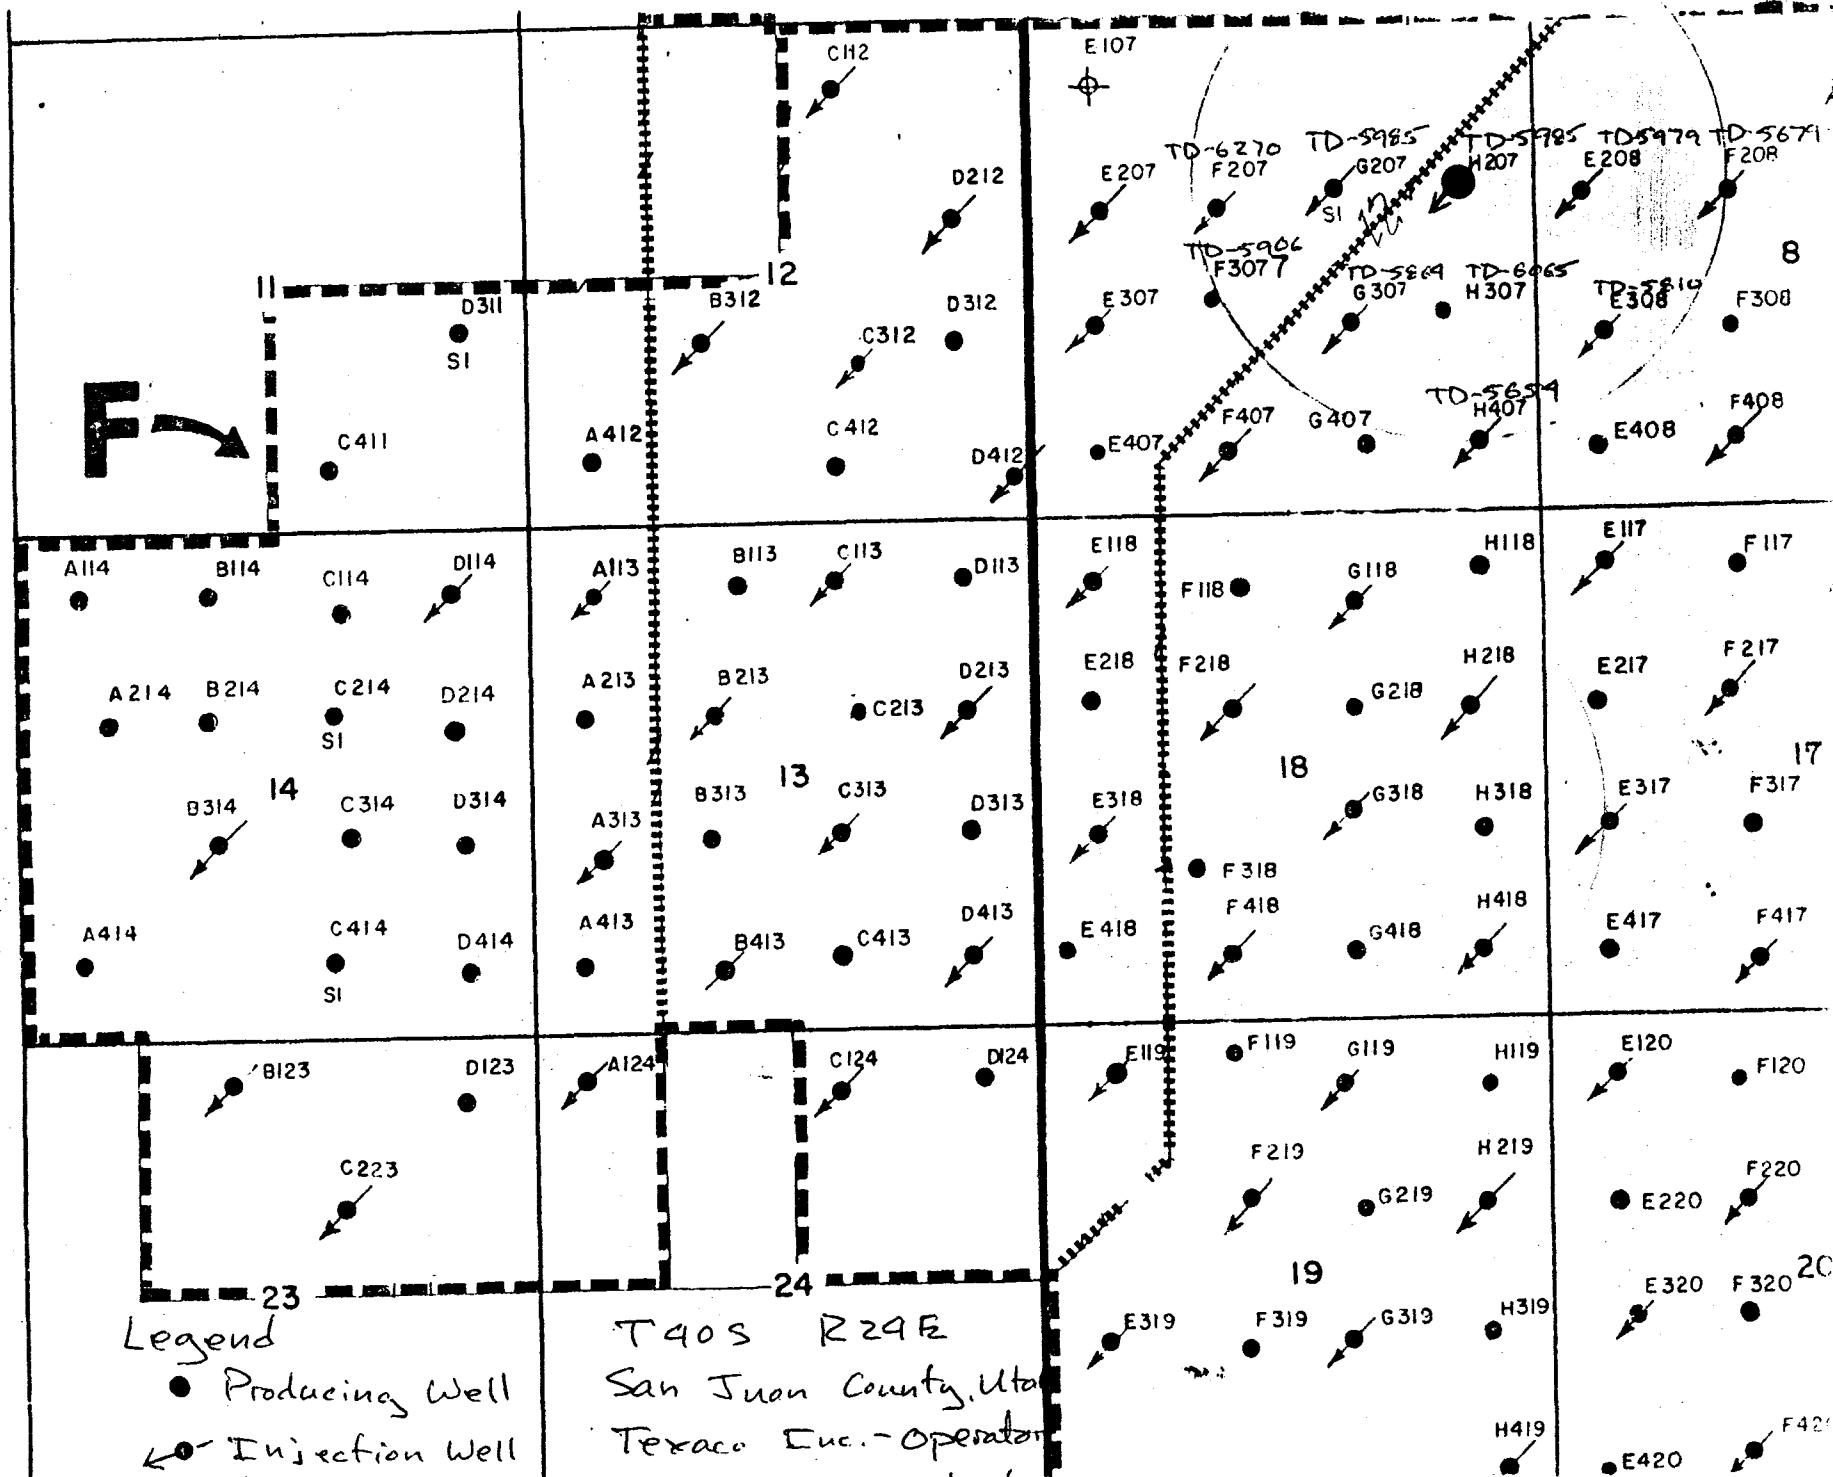 E107
C112
TD-6270 TD-5985 TD-5985 TD5979 TD-5671
F207 G207 H207 E208 F208
D212 E207
SI
12 8
TD-5906 TD-5864 TD-6065 TD-5810
F3077 G307 H307 E308 F308
11
D311 B312 D312 E307
SI
C312
F
TD-5654
C411 A412 C412 D412 E407 F407 G407 H407 E408 F408
A114 B114 C114 D114 A113 B113 C113 D113 E118 F118 G118 H118 E117 F117
A214 B214 C214 D214 A213 B213 C213 D213 E218 F218 G218 H218 E217 F217
SI
14 13 18 17
B314 C314 D314 A313 B313 C313 D313 E318 F318 G318 H318 E317 F317
A414 C414 D414 A413 B413 C413 D413 E418 F418 G418 H418 E417 F417
SI
B123 D123 A124 C124 D124 E119 F119 G119 H119 E120 F120
C223 F219 G219 H219 E220 F220
23 24 19
E319 F319 G319 H319 E320 F320
H419 E420
Legend
Producing Well
Injection Well
T40S R24E
San Juan County, Uta
Texaco Inc.-Operator